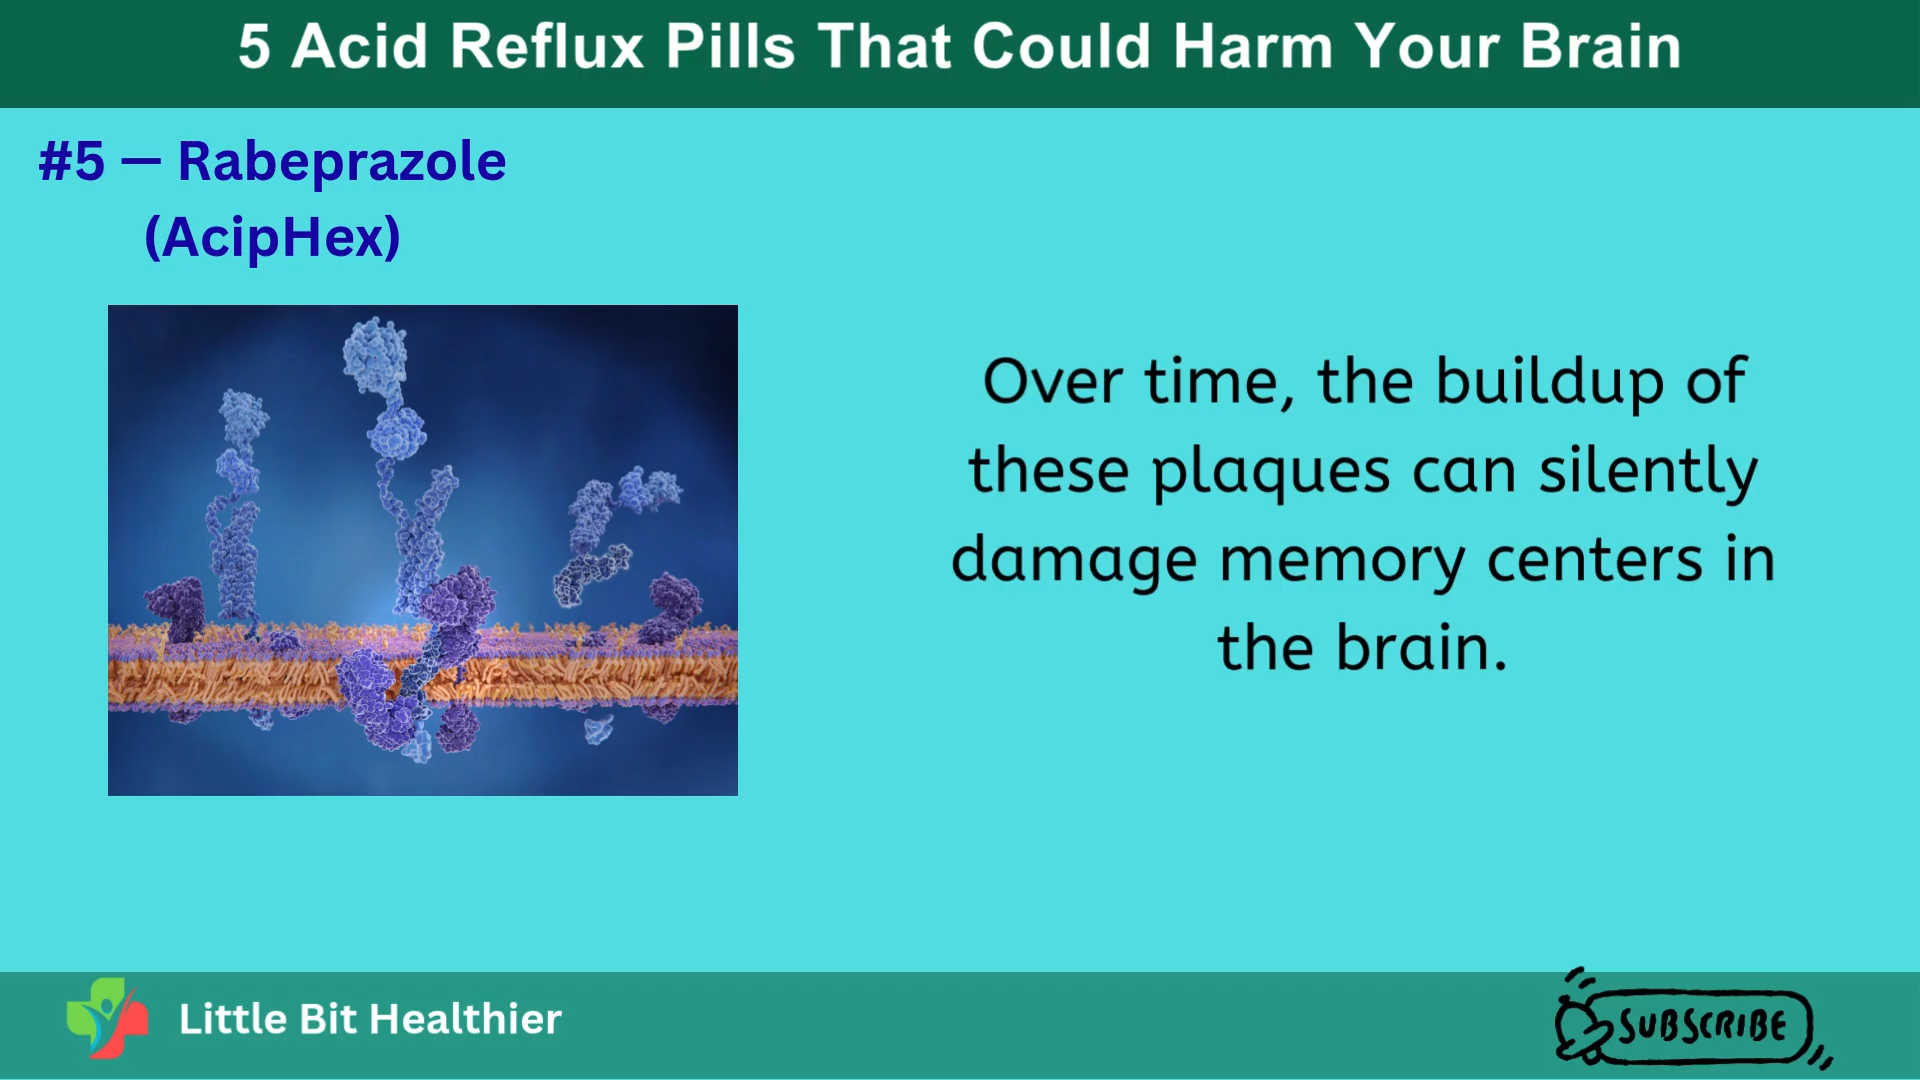 5 Acid Reflux Pills That Could Harm Your Brain
#5 — Rabeprazole
(AcipHex)
Over time, the buildup of
these plaques can silently
damage memory centers in
the brain.
Little Bit Healthier
SUBSCRIBE